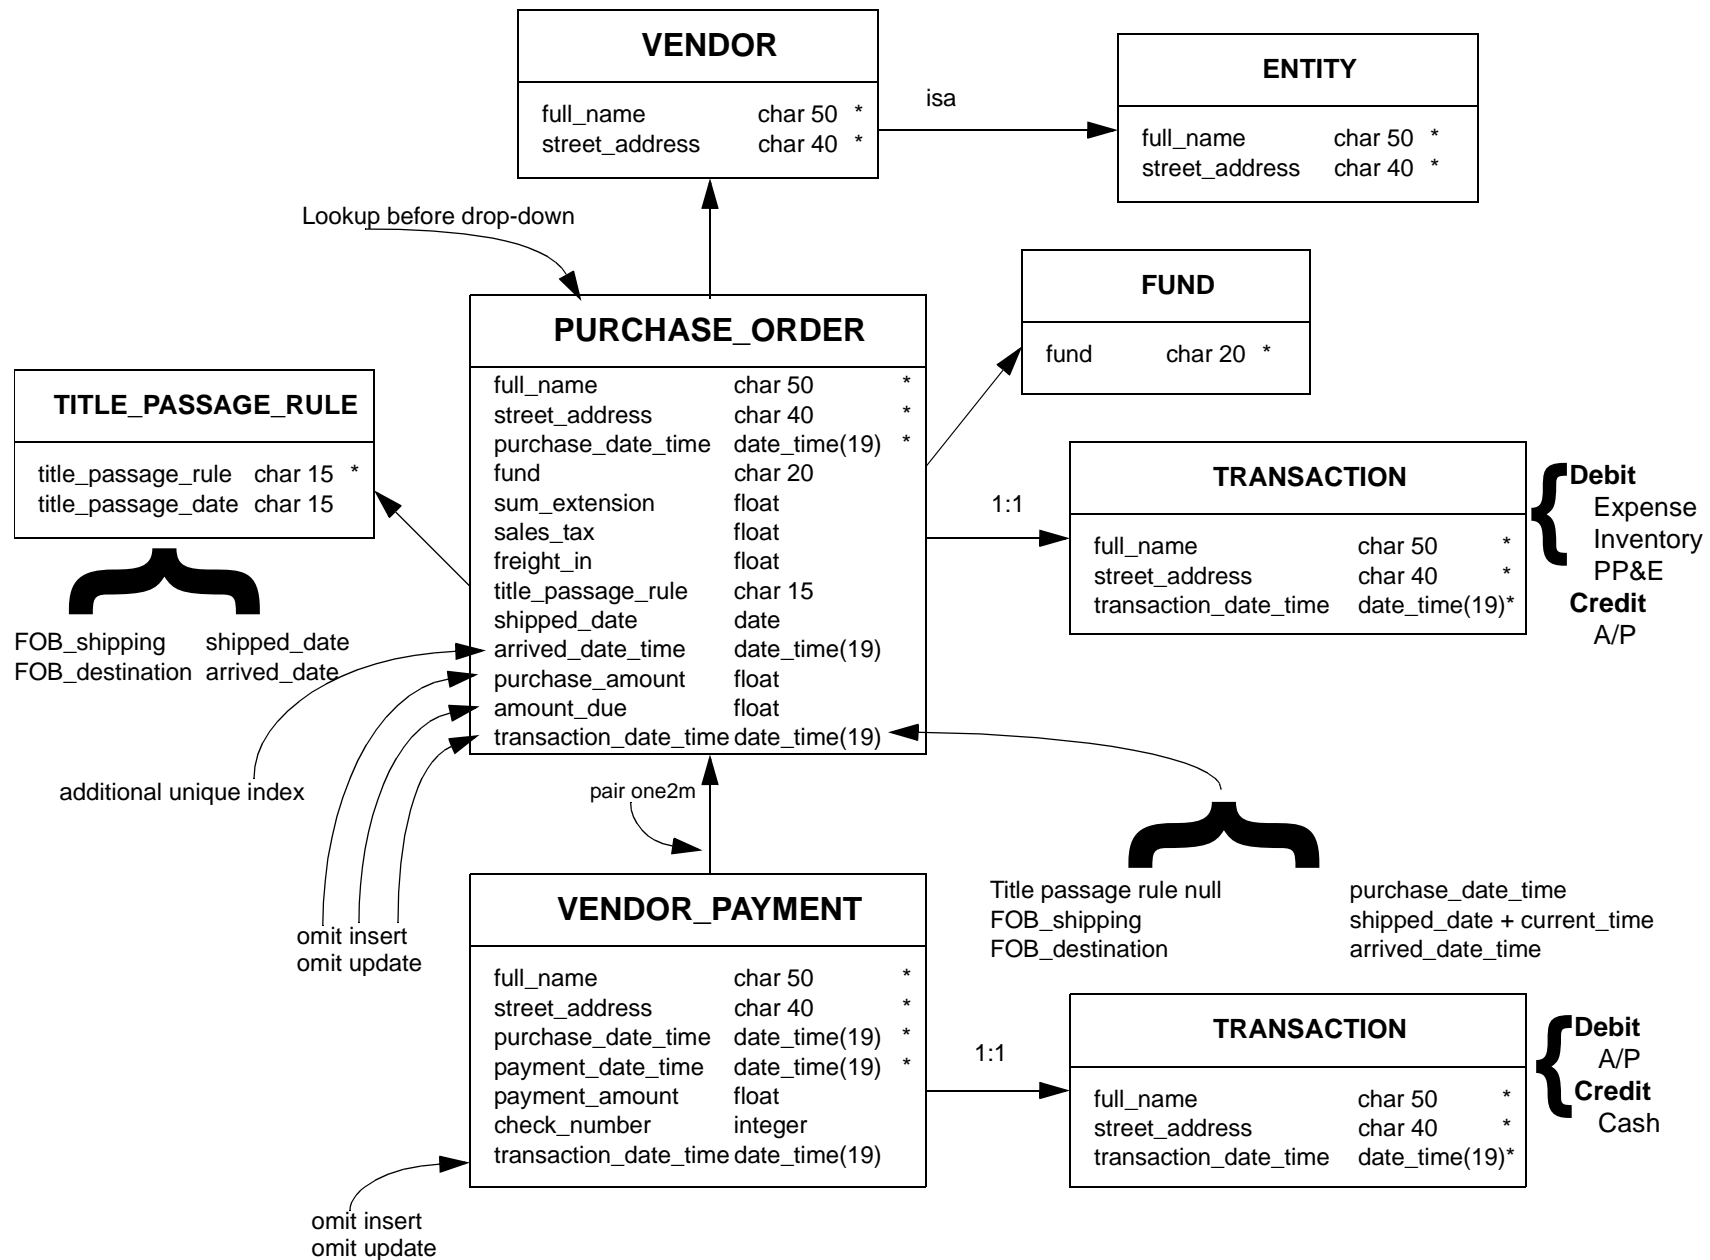 VENDOR
full_name char 50 *
street_address char 40 *
isa
ENTITY
full_name char 50 *
street_address char 40 *
Lookup before drop-down
FUND
fund char 20 *
PURCHASE_ORDER
full_name char 50 *
street_address char 40 *
purchase_date_time date_time(19) *
fund char 20
sum_extension float
sales_tax float
freight_in float
title_passage_rule char 15
shipped_date date
arrived_date_time date_time(19)
purchase_amount float
amount_due float
transaction_date_time date_time(19)
TITLE_PASSAGE_RULE
title_passage_rule char 15 *
title_passage_date char 15
FOB_shipping shipped_date
FOB_destination arrived_date
1:1
TRANSACTION
full_name char 50 *
street_address char 40 *
transaction_date_time date_time(19)*
{
Debit
Expense
Inventory
PP&E
Credit
A/P
additional unique index
pair one2m
omit insert
omit update
Title passage rule null purchase_date_time
FOB_shipping shipped_date + current_time
FOB_destination arrived_date_time
VENDOR_PAYMENT
full_name char 50 *
street_address char 40 *
purchase_date_time date_time(19) *
payment_date_time date_time(19) *
payment_amount float
check_number integer
transaction_date_time date_time(19)
1:1
TRANSACTION
full_name char 50 *
street_address char 40 *
transaction_date_time date_time(19)*
{
Debit
A/P
Credit
Cash
omit insert
omit update